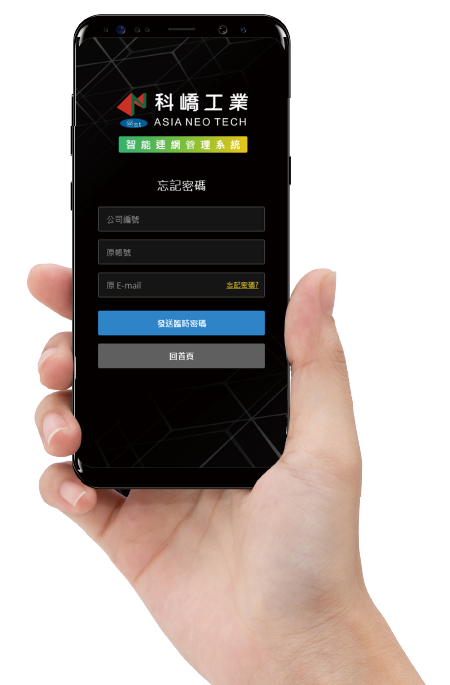 科嶠工業
ASIA NEO TECH
智能連網管理系統
忘記密碼
公司編號
原帳號
原 E-mail 忘記密碼?
發送臨時密碼
回首頁